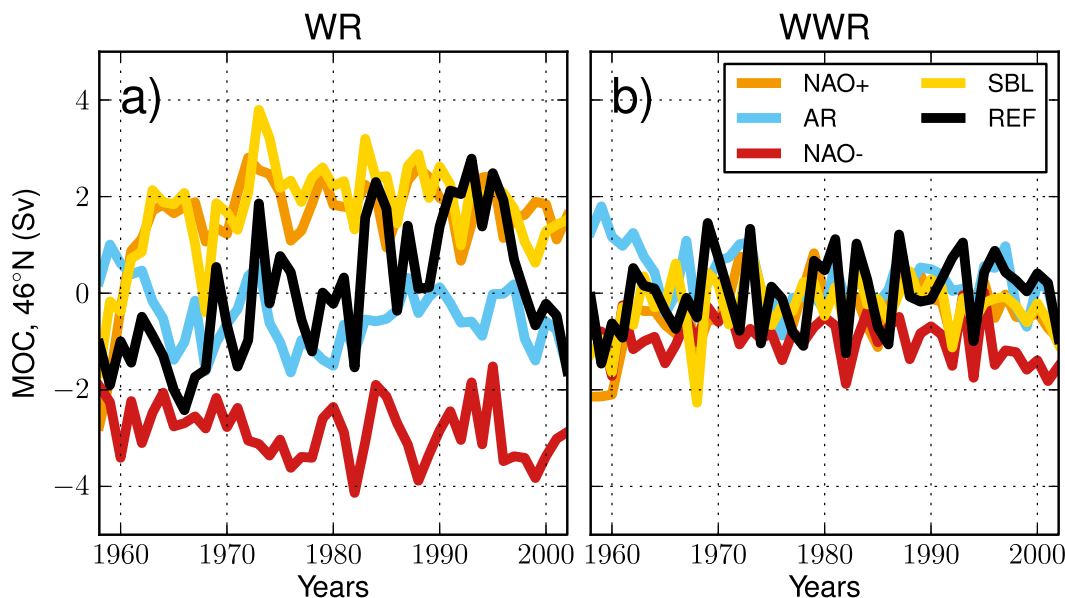 WR
WWR
MOC, 46°N (Sv)
4
2
0
−2
−4
a)
b)
NAO+
AR
NAO-
SBL
REF
1960 1970 1980 1990 2000
1960 1970 1980 1990 2000
Years
Years